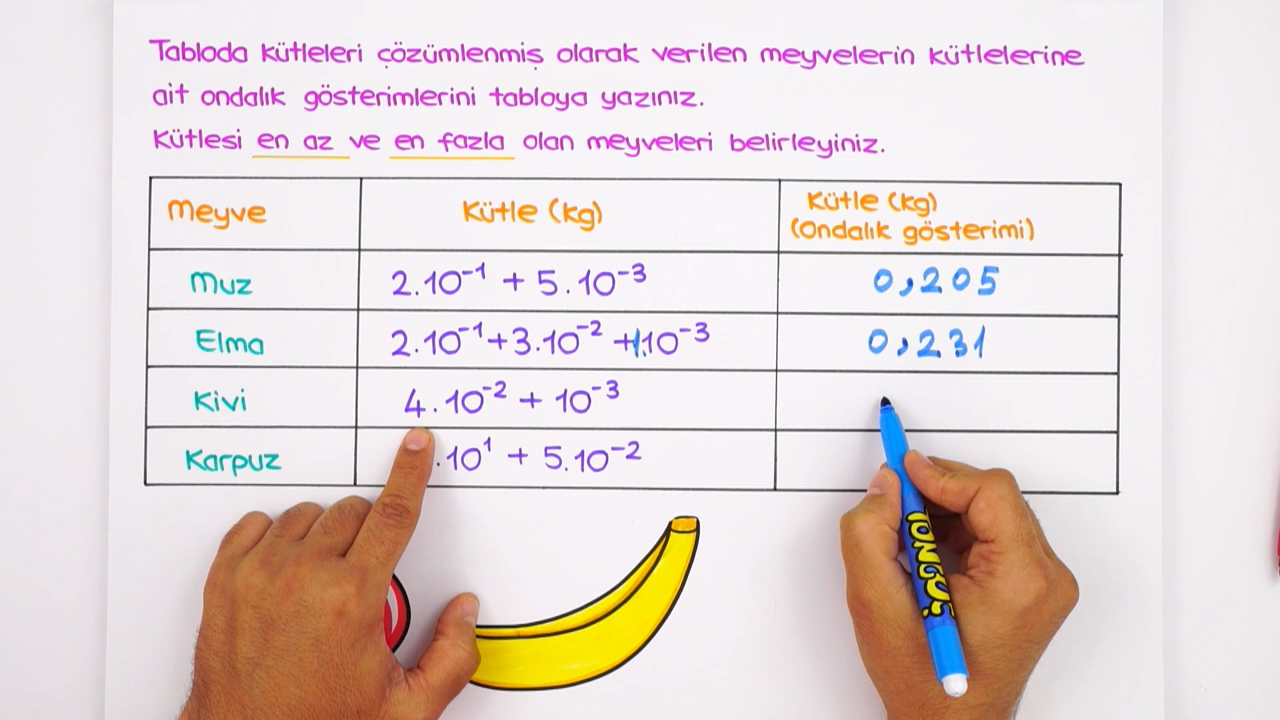 Tabloda kütleleri çözümlenmiş olarak verilen meyvelerin kütlelerine
ait ondalık gösterimlerini tabloya yazınız.
Kütlesi en az ve en fazla olan meyveleri belirleyiniz.
Meyve Kütle (kg) Kütle (kg)
(Ondalık gösterimi)
Muz 2.10⁻¹ + 5.10⁻³ 0,205
Elma 2.10⁻¹+3.10⁻² +1.10⁻³ 0,231
Kivi 4.10⁻² + 10⁻³
Karpuz .10¹ + 5.10⁻²
TONGUÇ